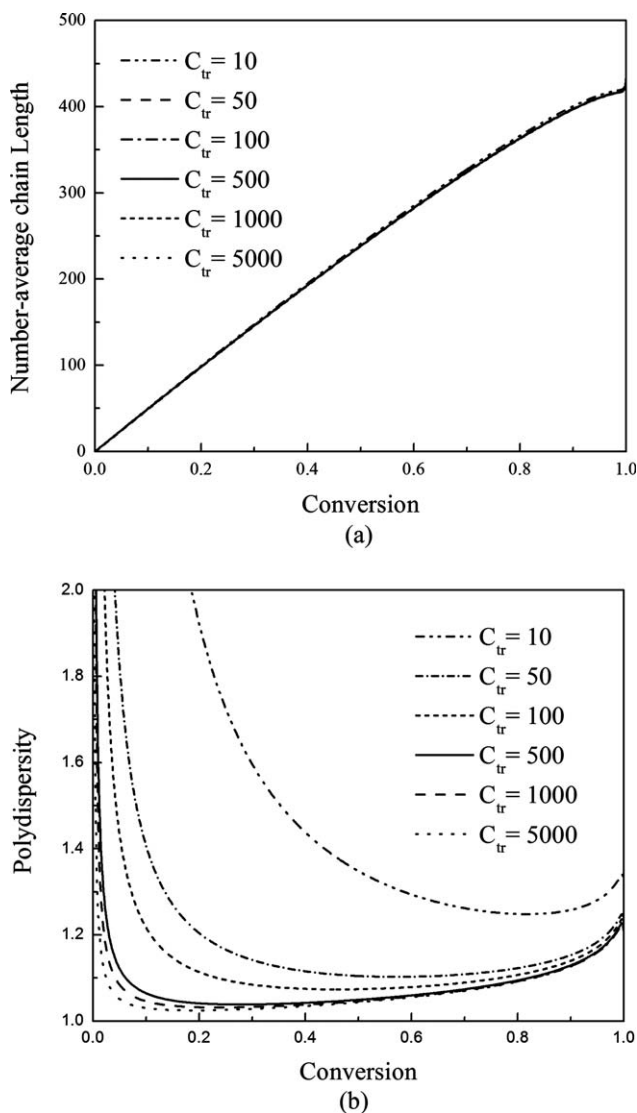 500
400
300
200
100
0
Number-average chain Length
C_tr= 10
C_tr= 50
C_tr= 100
C_tr= 500
C_tr= 1000
C_tr= 5000
0.0 0.2 0.4 0.6 0.8 1.0
Conversion
(a)
2.0
1.8
1.6
1.4
1.2
1.0
Polydispersity
C_tr= 10
C_tr= 50
C_tr= 100
C_tr= 500
C_tr= 1000
C_tr= 5000
0.0 0.2 0.4 0.6 0.8 1.0
Conversion
(b)